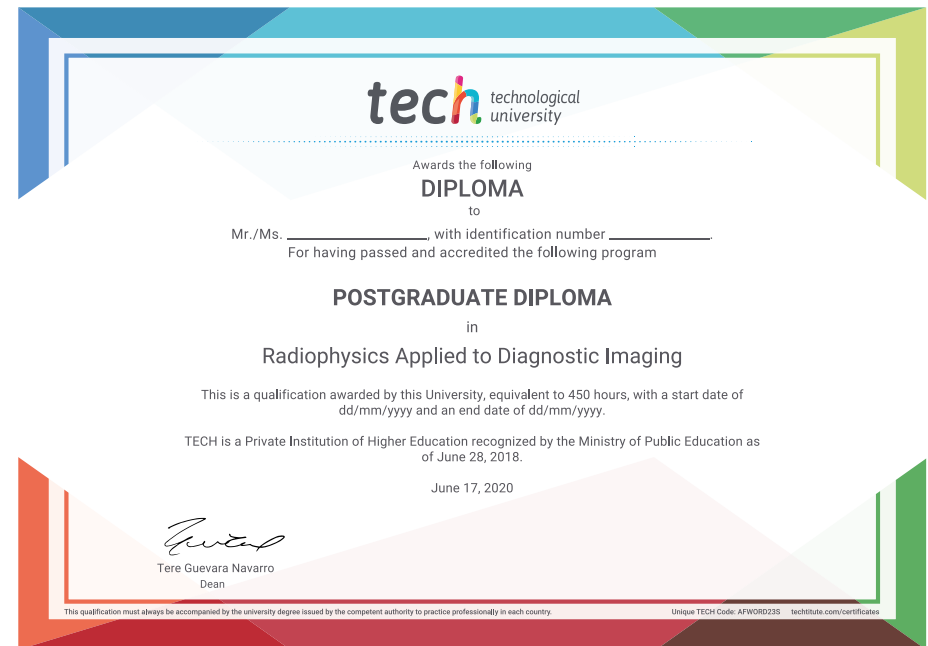 tech technological
university
Awards the following
DIPLOMA
to
Mr./Ms. ____________________, with identification number ______________.
For having passed and accredited the following program
POSTGRADUATE DIPLOMA
in
Radiophysics Applied to Diagnostic Imaging
This is a qualification awarded by this University, equivalent to 450 hours, with a start date of
dd/mm/yyyy and an end date of dd/mm/yyyy.
TECH is a Private Institution of Higher Education recognized by the Ministry of Public Education as
of June 28, 2018.
June 17, 2020
Tere Guevara Navarro
Dean
This qualification must always be accompanied by the university degree issued by the competent authority to practice professionally in each country. Unique TECH Code: AFWORD23S techtitute.com/certificates